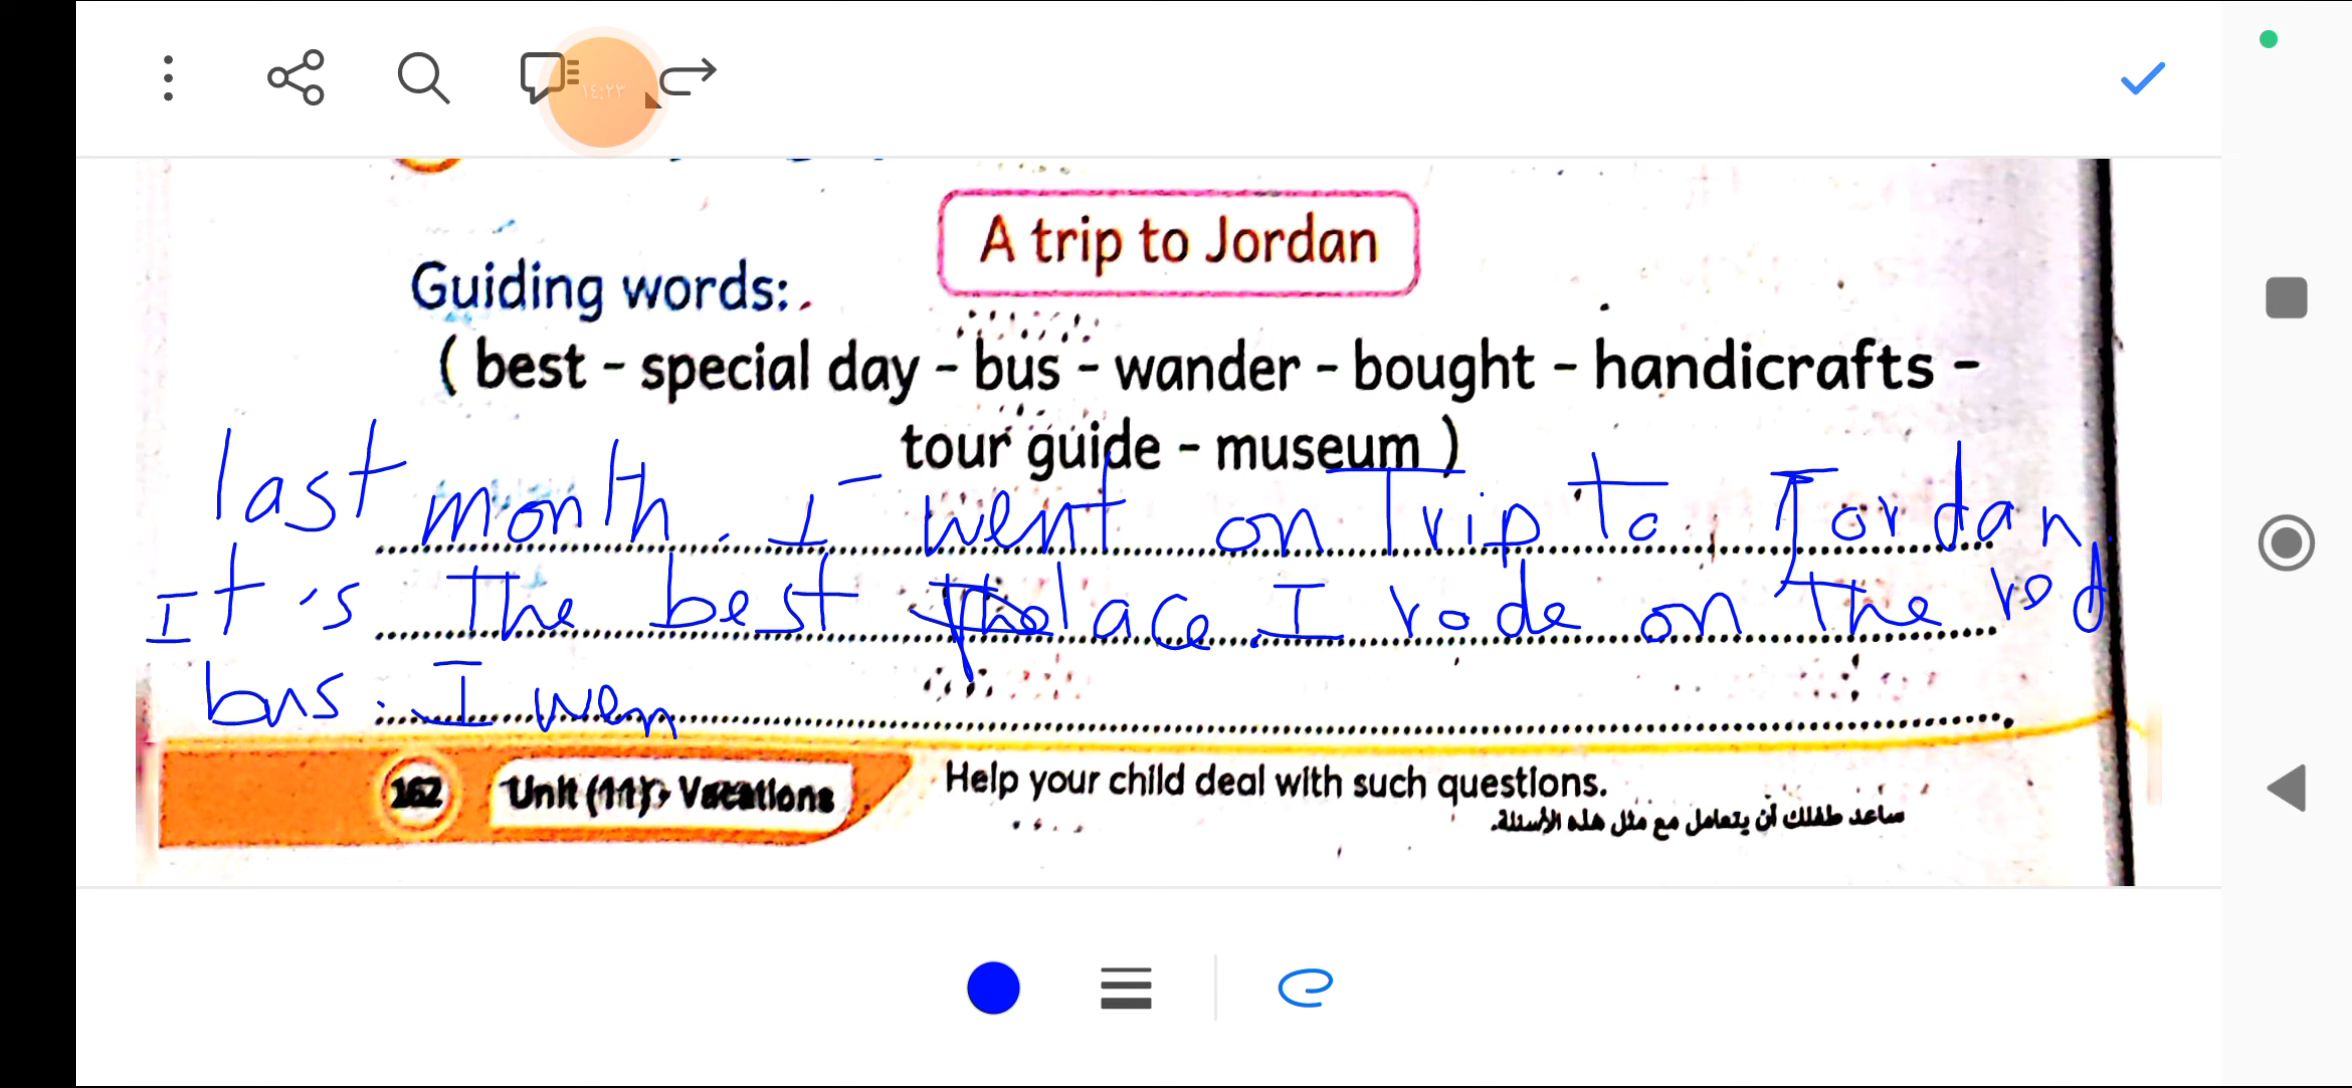 ١٤:٢٣
A trip to Jordan
Guiding words:
( best - special day - bus - wander - bought - handicrafts -
tour guide - museum )
last month. I went on Trip to Jordan
It's The best place. I rode on The red
bus. I wen
162 Unit (11) - Vacations Help your child deal with such questions.
ساعد طفلك أن يتعامل مع مثل هذه الأسئلة.